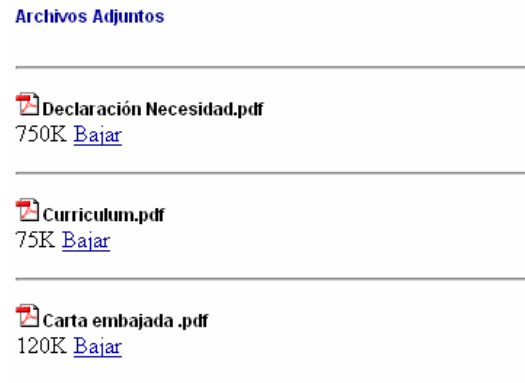 Archivos Adjuntos
Declaración Necesidad.pdf
750K Bajar
Curriculum.pdf
75K Bajar
Carta embajada .pdf
120K Bajar